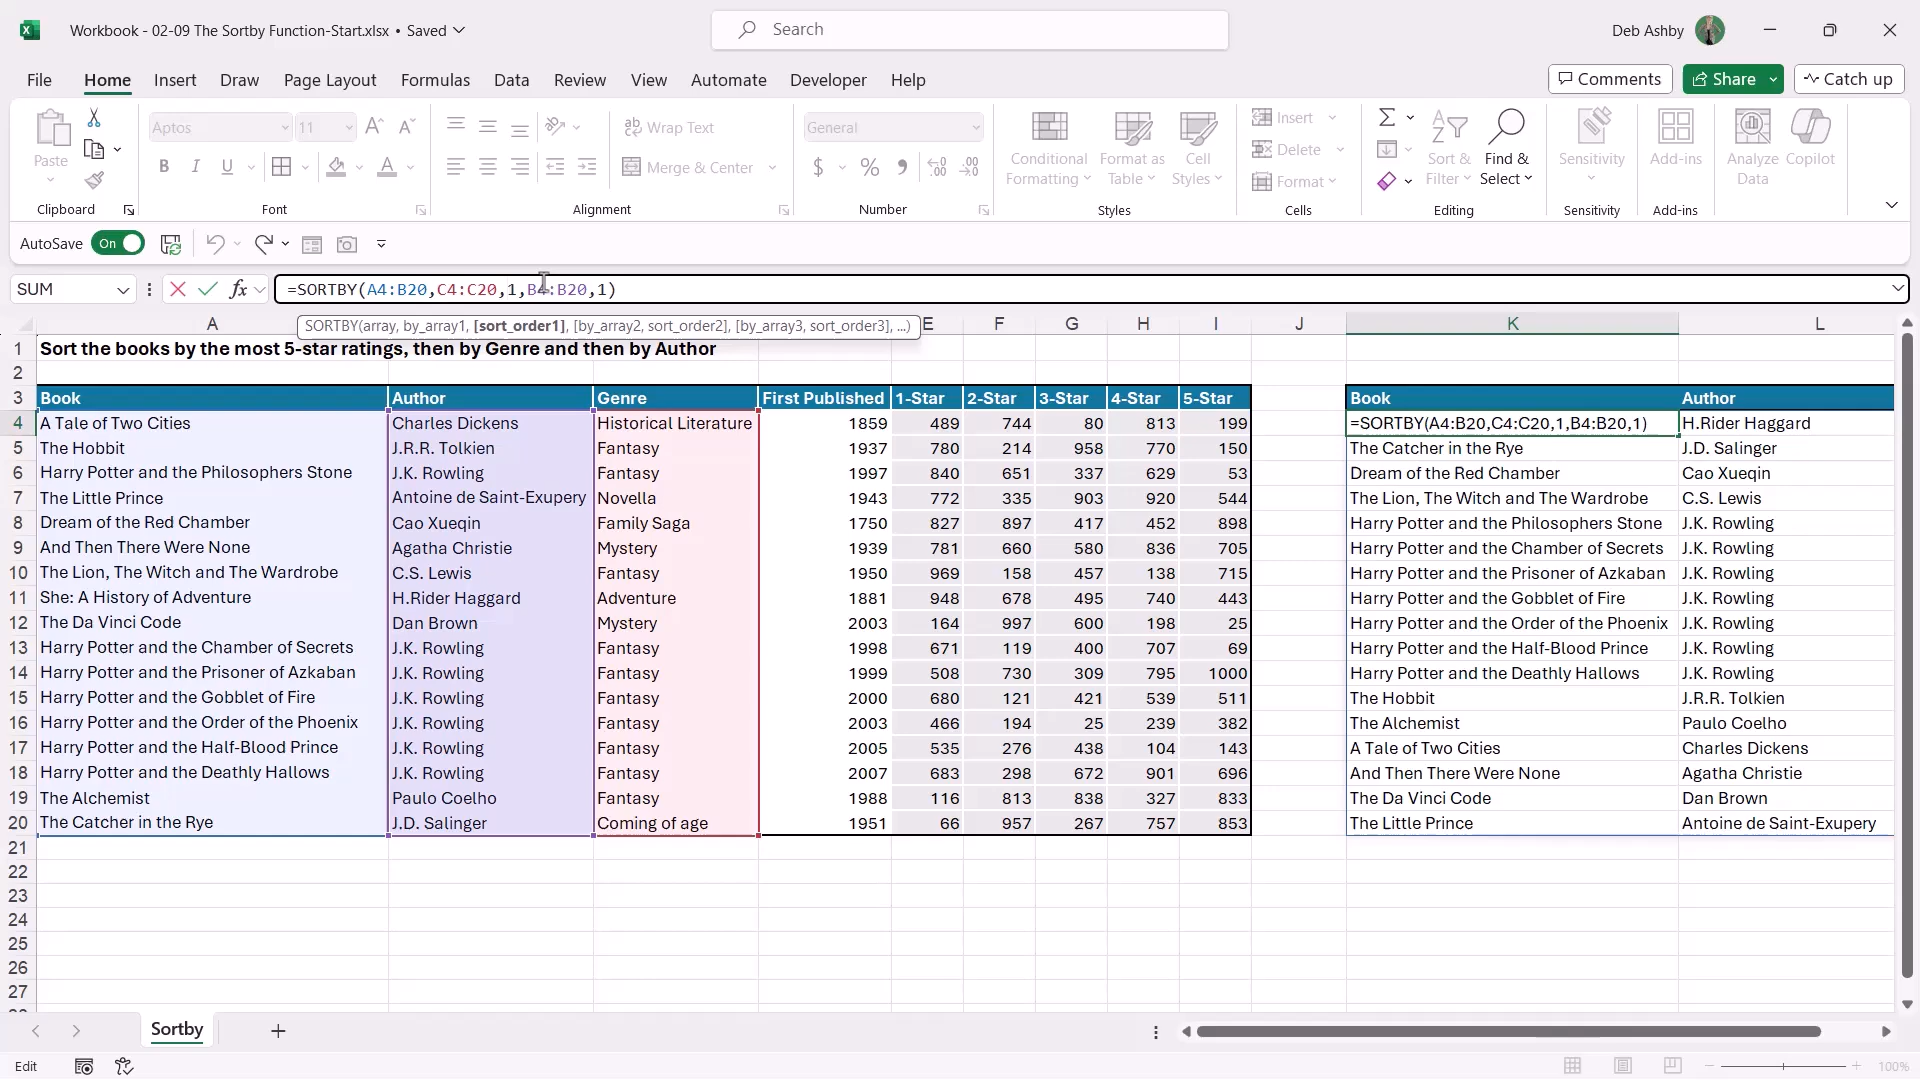 Workbook - 02-09 The Sortby Function-Start.xlsx • Saved
Search
Deb Ashby
File Home Insert Draw Page Layout Formulas Data Review View Automate Developer Help
Comments Share Catch up
Paste
Clipboard
Aptos 11
B I U A
Font
Wrap Text
Merge & Center
Alignment
General
$ % 9
Number
Conditional Formatting
Format as Table
Cell Styles
Styles
Insert
Delete
Format
Cells
Sort & Filter
Find & Select
Editing
Sensitivity
Sensitivity
Add-ins
Add-ins
Analyze Data
Copilot
AutoSave On
SUM fx =SORTBY(A4:B20,C4:C20,1,B4:B20,1)
SORTBY(array, by_array1, [sort_order1], [by_array2, sort_order2], [by_array3, sort_order3], ...)
A E F G H I J K L
1 Sort the books by the most 5-star ratings, then by Genre and then by Author
2
3 Book Author Genre First Published 1-Star 2-Star 3-Star 4-Star 5-Star Book Author
4 A Tale of Two Cities Charles Dickens Historical Literature 1859 489 744 80 813 199 =SORTBY(A4:B20,C4:C20,1,B4:B20,1) H.Rider Haggard
5 The Hobbit J.R.R. Tolkien Fantasy 1937 780 214 958 770 150 The Catcher in the Rye J.D. Salinger
6 Harry Potter and the Philosophers Stone J.K. Rowling Fantasy 1997 840 651 337 629 53 Dream of the Red Chamber Cao Xueqin
7 The Little Prince Antoine de Saint-Exupery Novella 1943 772 335 903 920 544 The Lion, The Witch and The Wardrobe C.S. Lewis
8 Dream of the Red Chamber Cao Xueqin Family Saga 1750 827 897 417 452 898 Harry Potter and the Philosophers Stone J.K. Rowling
9 And Then There Were None Agatha Christie Mystery 1939 781 660 580 836 705 Harry Potter and the Chamber of Secrets J.K. Rowling
10 The Lion, The Witch and The Wardrobe C.S. Lewis Fantasy 1950 969 158 457 138 715 Harry Potter and the Prisoner of Azkaban J.K. Rowling
11 She: A History of Adventure H.Rider Haggard Adventure 1881 948 678 495 740 443 Harry Potter and the Gobblet of Fire J.K. Rowling
12 The Da Vinci Code Dan Brown Mystery 2003 164 997 600 198 25 Harry Potter and the Order of the Phoenix J.K. Rowling
13 Harry Potter and the Chamber of Secrets J.K. Rowling Fantasy 1998 671 119 400 707 69 Harry Potter and the Half-Blood Prince J.K. Rowling
14 Harry Potter and the Prisoner of Azkaban J.K. Rowling Fantasy 1999 508 730 309 795 1000 Harry Potter and the Deathly Hallows J.K. Rowling
15 Harry Potter and the Gobblet of Fire J.K. Rowling Fantasy 2000 680 121 421 539 511 The Hobbit J.R.R. Tolkien
16 Harry Potter and the Order of the Phoenix J.K. Rowling Fantasy 2003 466 194 25 239 382 The Alchemist Paulo Coelho
17 Harry Potter and the Half-Blood Prince J.K. Rowling Fantasy 2005 535 276 438 104 143 A Tale of Two Cities Charles Dickens
18 Harry Potter and the Deathly Hallows J.K. Rowling Fantasy 2007 683 298 672 901 696 And Then There Were None Agatha Christie
19 The Alchemist Paulo Coelho Fantasy 1988 116 813 838 327 833 The Da Vinci Code Dan Brown
20 The Catcher in the Rye J.D. Salinger Coming of age 1951 66 957 267 757 853 The Little Prince Antoine de Saint-Exupery
21
22
23
24
25
26
27
Sortby
Edit 100%